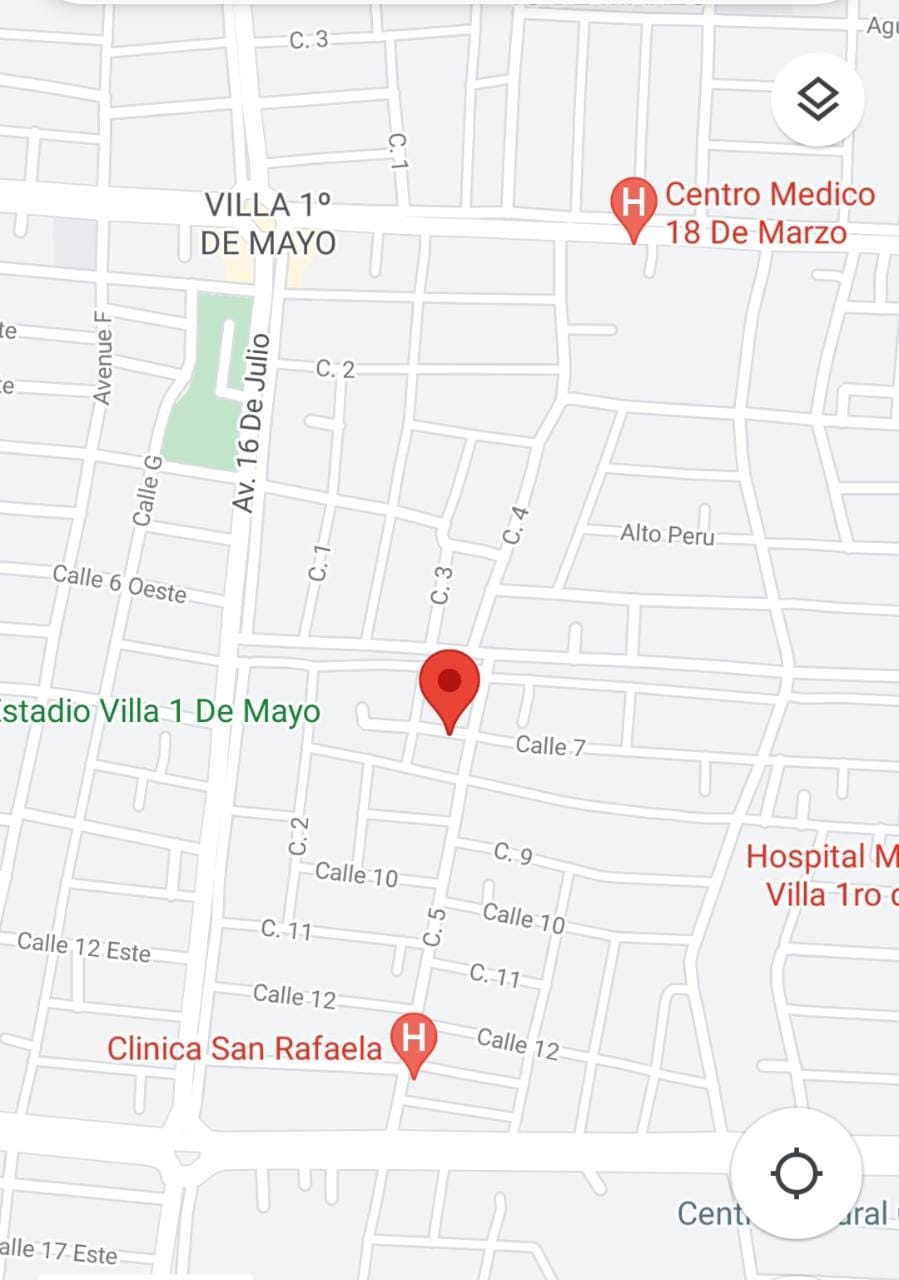 C. 3
Agu
C. 1
VILLA 1º
DE MAYO
Centro Medico
18 De Marzo
te
Avenue F
C. 2
te
Av. 16 De Julio
Calle G
C. 4
Alto Peru
C. 1
C. 3
Calle 6 Oeste
Estadio Villa 1 De Mayo
Calle 7
C. 2
C. 9
Hospital M
Villa 1ro
Calle 10
Calle 10
C. 5
C. 11
Calle 12 Este
C. 11
Calle 12
Clinica San Rafaela
H
H
Calle 12
Cent
ural
alle 17 Este